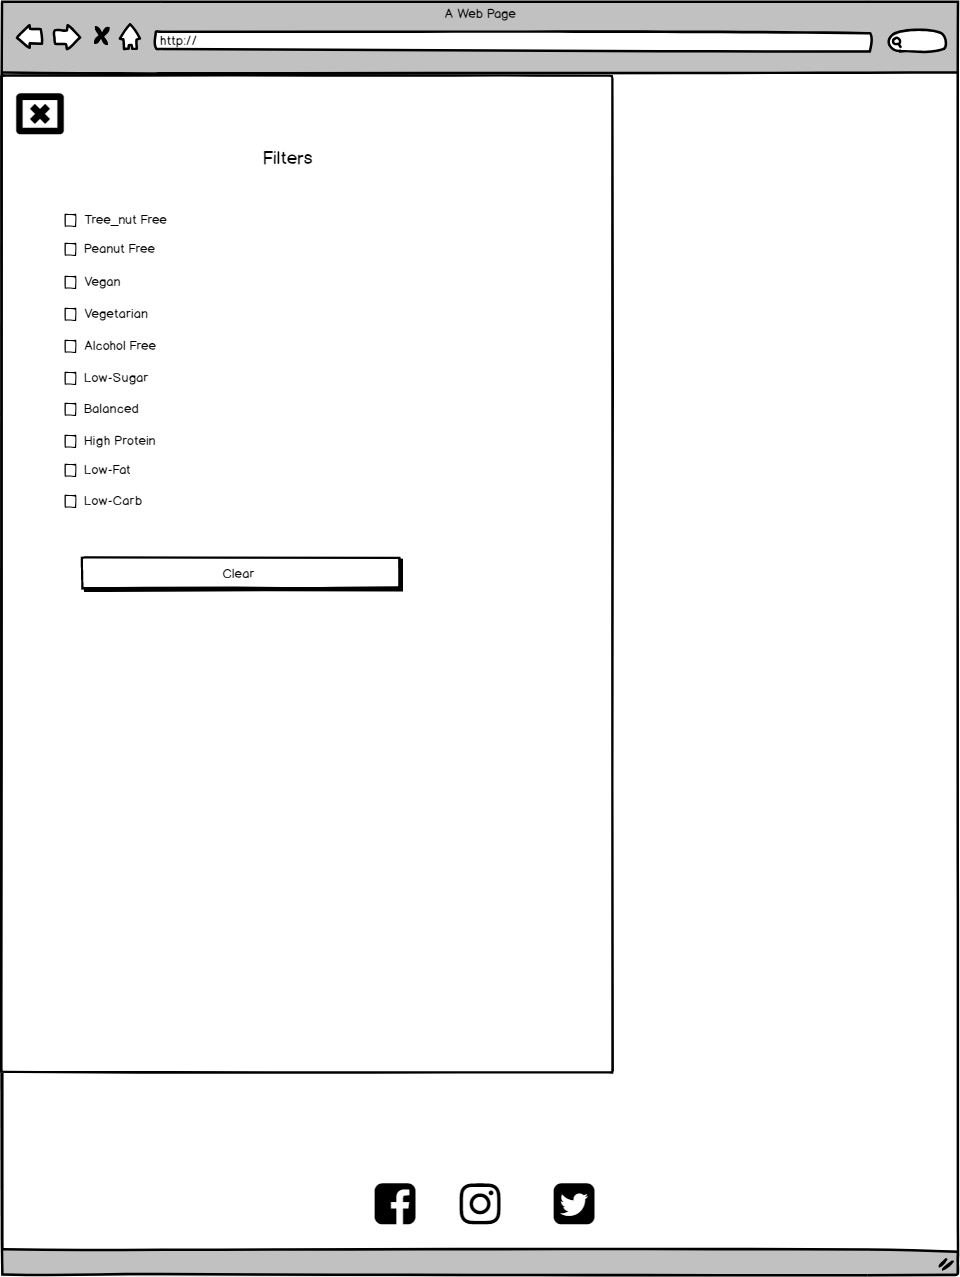 A Web Page
http://
Filters
Tree_nut Free
Peanut Free
Vegan
Vegetarian
Alcohol Free
Low-Sugar
Balanced
High Protein
Low-Fat
Low-Carb
Clear